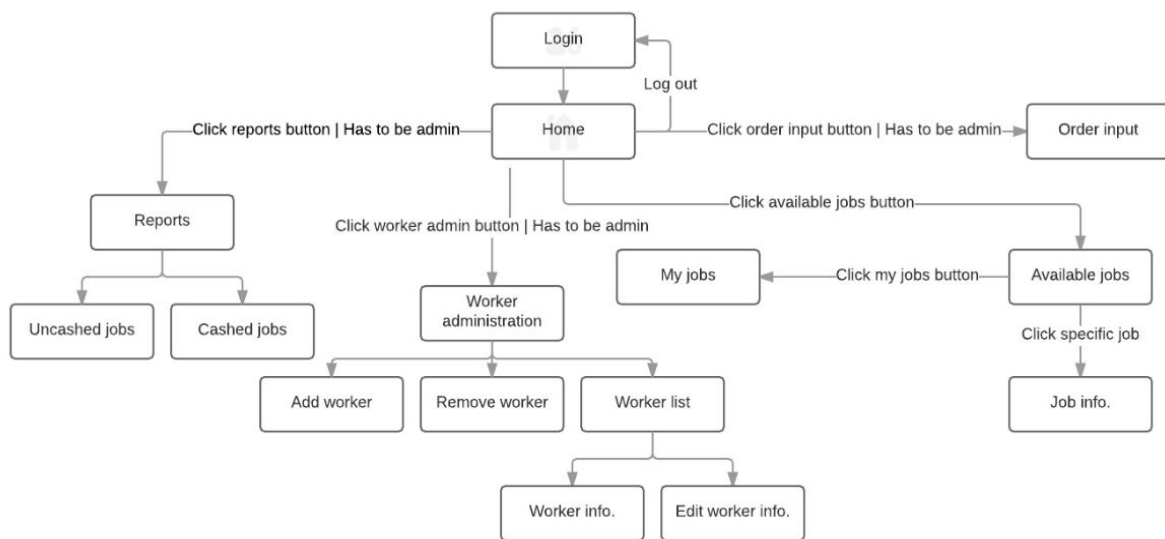 Login
Log out
Click reports button | Has to be admin
Home
Click order input button | Has to be admin
Order input
Reports
Click available jobs button
Click worker admin button | Has to be admin
My jobs
Click my jobs button
Available jobs
Worker
administration
Uncashed jobs
Cashed jobs
Click specific job
Add worker
Remove worker
Worker list
Job info.
Worker info.
Edit worker info.